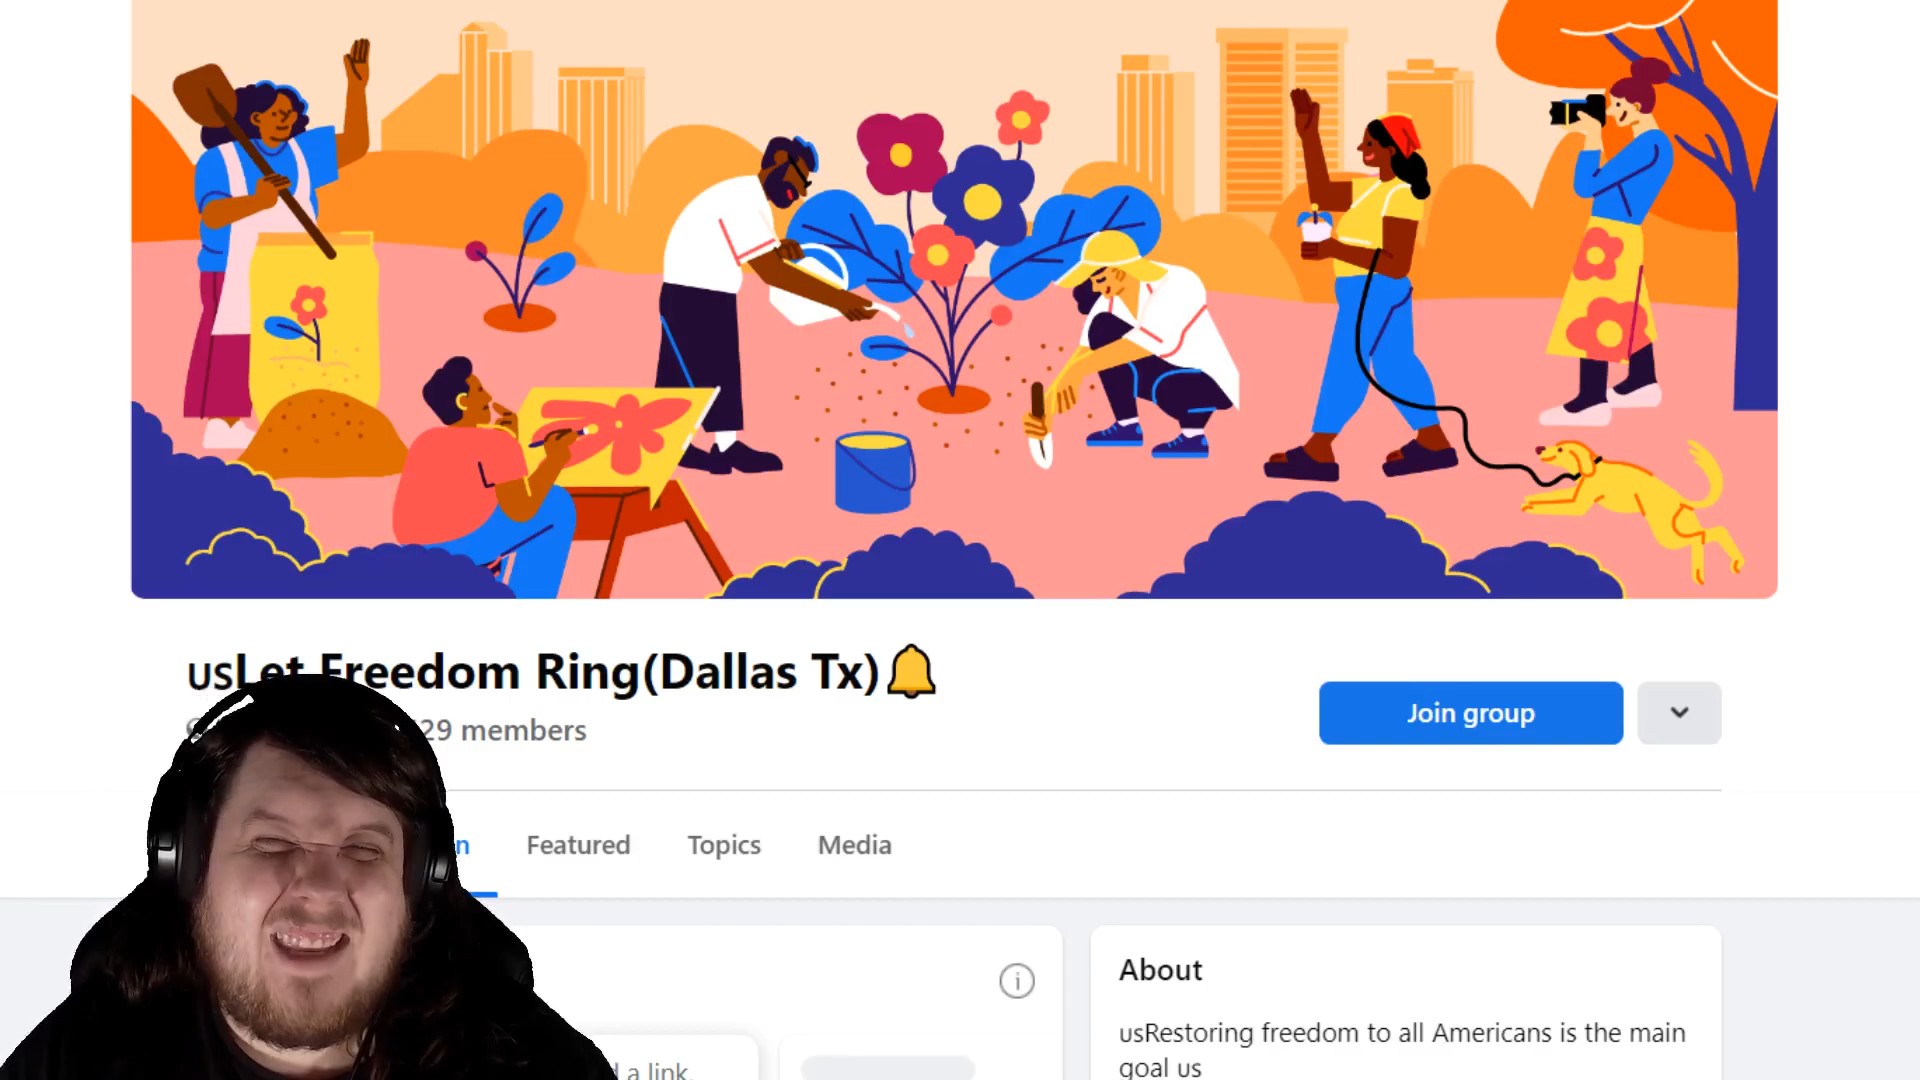 usLet Freedom Ring(Dallas Tx)🔔
29 members
Join group
Featured
Topics
Media
About
usRestoring freedom to all Americans is the main
goal us
a link.